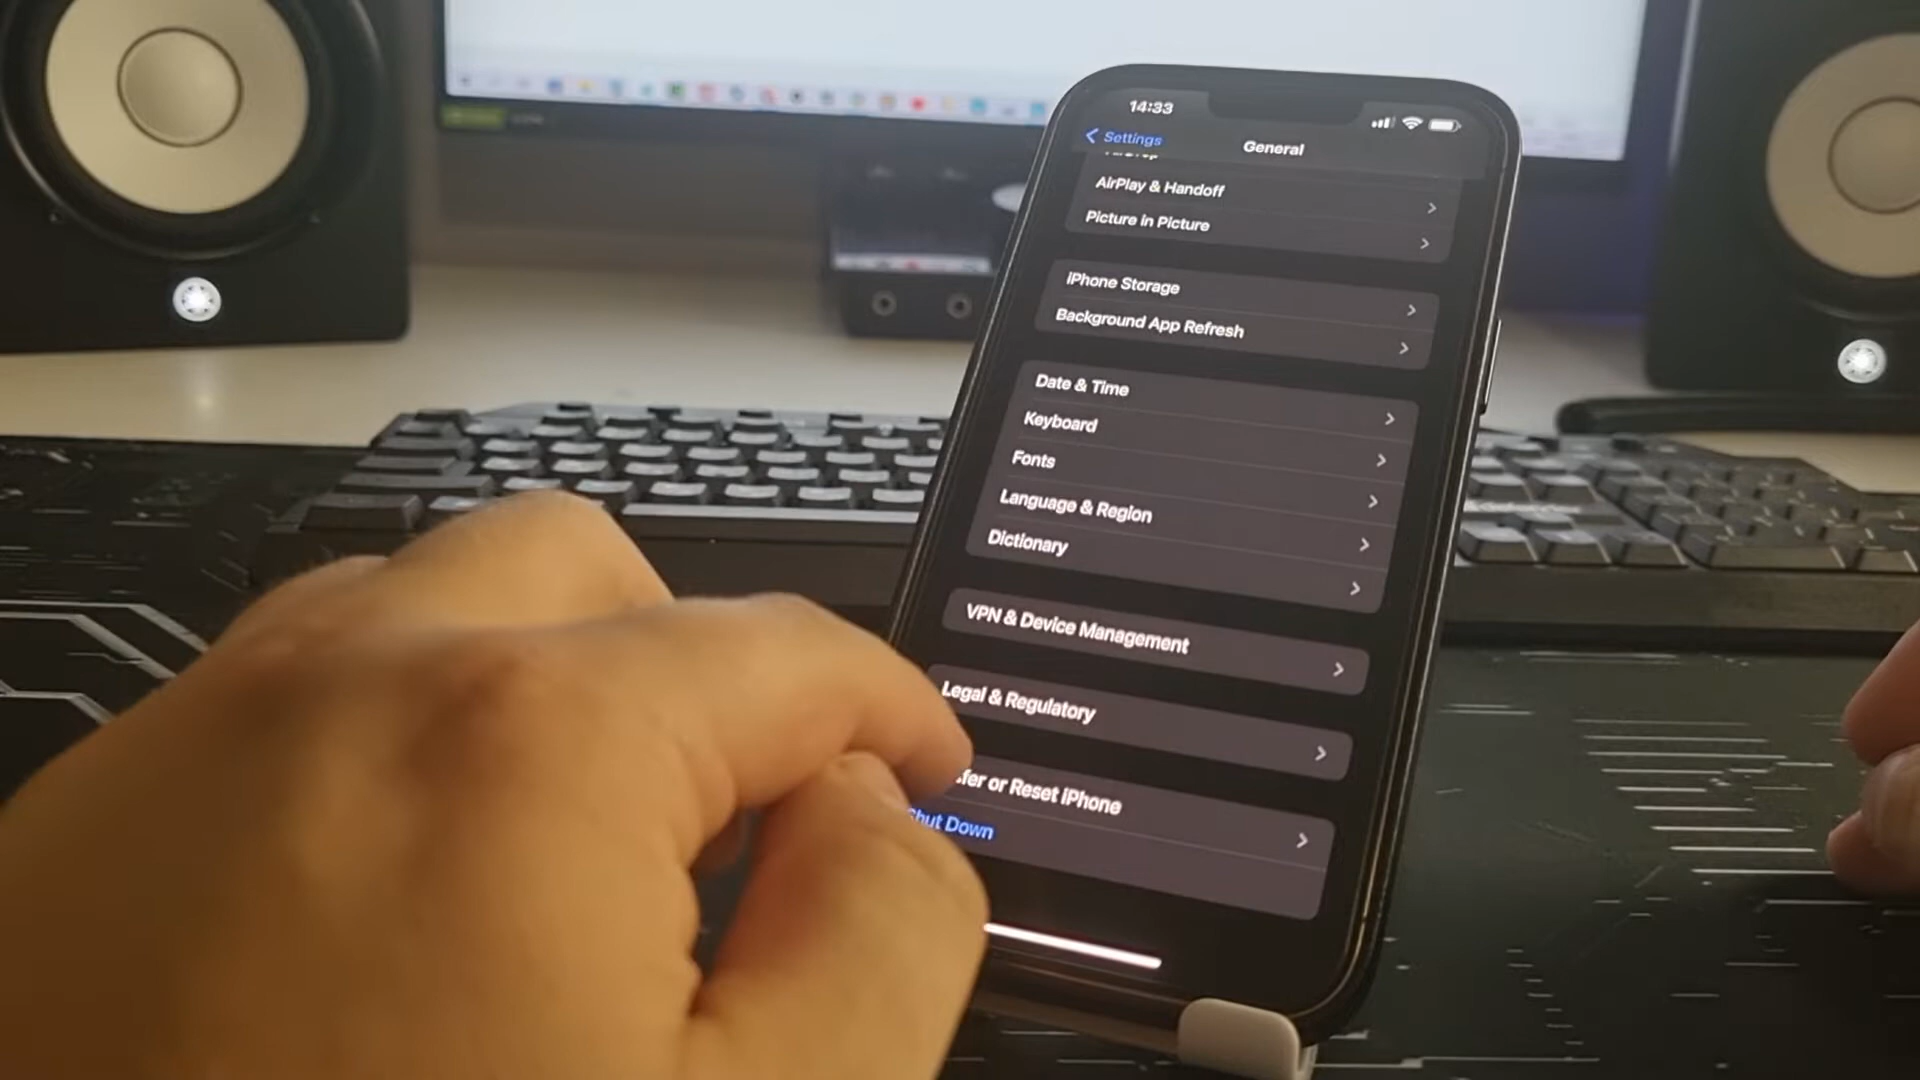 14:33
Settings
General
AirPlay & Handoff
Picture in Picture
iPhone Storage
Background App Refresh
Date & Time
Keyboard
Fonts
Language & Region
Dictionary
VPN & Device Management
Legal & Regulatory
or Reset iPhone
Shut Down